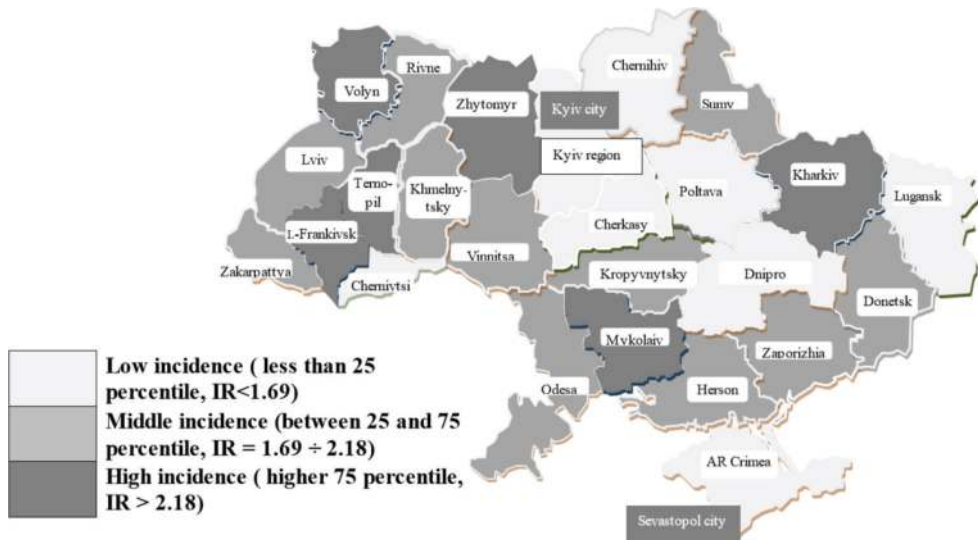 Chernihiv
Rivne
Volyn
Zhytomyr
Kyiv city
Sumy
Kyiv region
Lviv
Kharkiv
Terno-
pil
Khmelny-
tsky
Poltava
Lugansk
I.-Frankivsk
Cherkasy
Vinnitsa
Zakarpattya
Cherniytsi
Kropyvnytsky
Dnipro
Donetsk
Mykolaiv
Zaporizhia
Odesa
Herson
AR Crimea
Sevastopol city
Low incidence ( less than 25
percentile, IR<1.69)
Middle incidence (between 25 and 75
percentile, IR = 1.69 ÷ 2.18)
High incidence ( higher 75 percentile,
IR > 2.18)